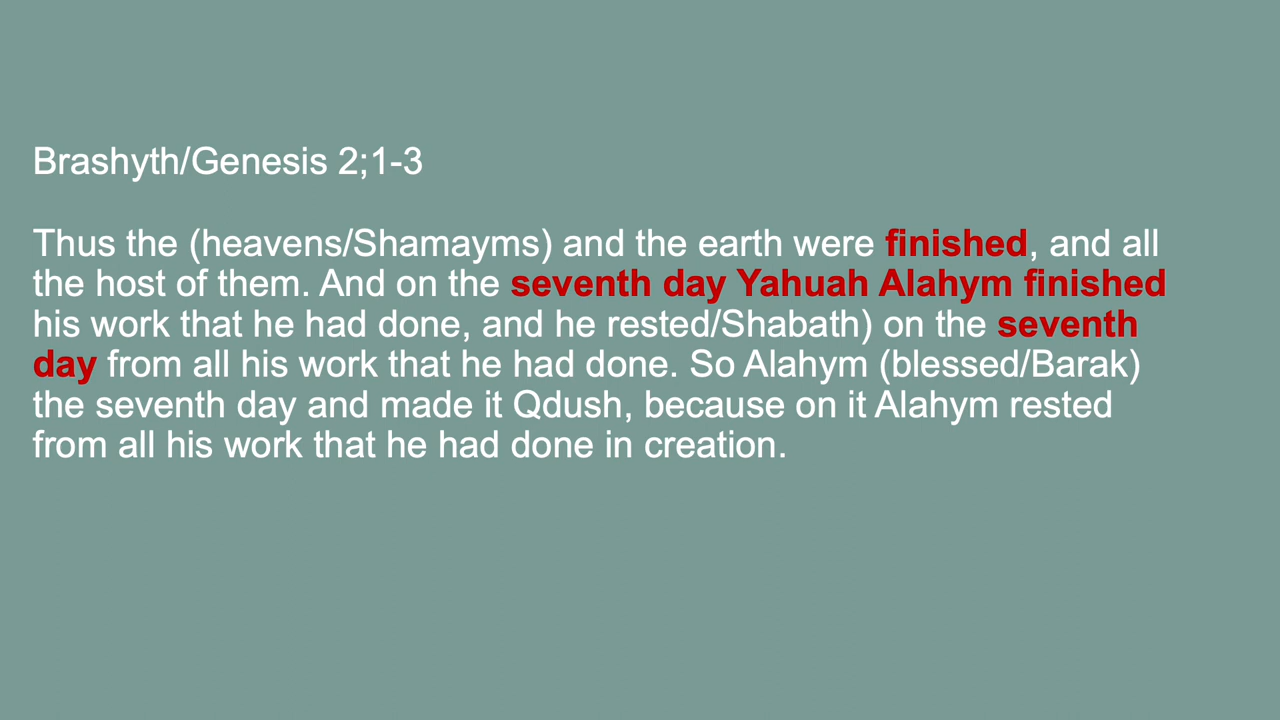 Brashyth/Genesis 2;1-3
Thus the (heavens/Shamayms) and the earth were finished, and all
the host of them. And on the seventh day Yahuah Alahym finished
his work that he had done, and he rested/Shabath) on the seventh
day from all his work that he had done. So Alahym (blessed/Barak)
the seventh day and made it Qdush, because on it Alahym rested
from all his work that he had done in creation.